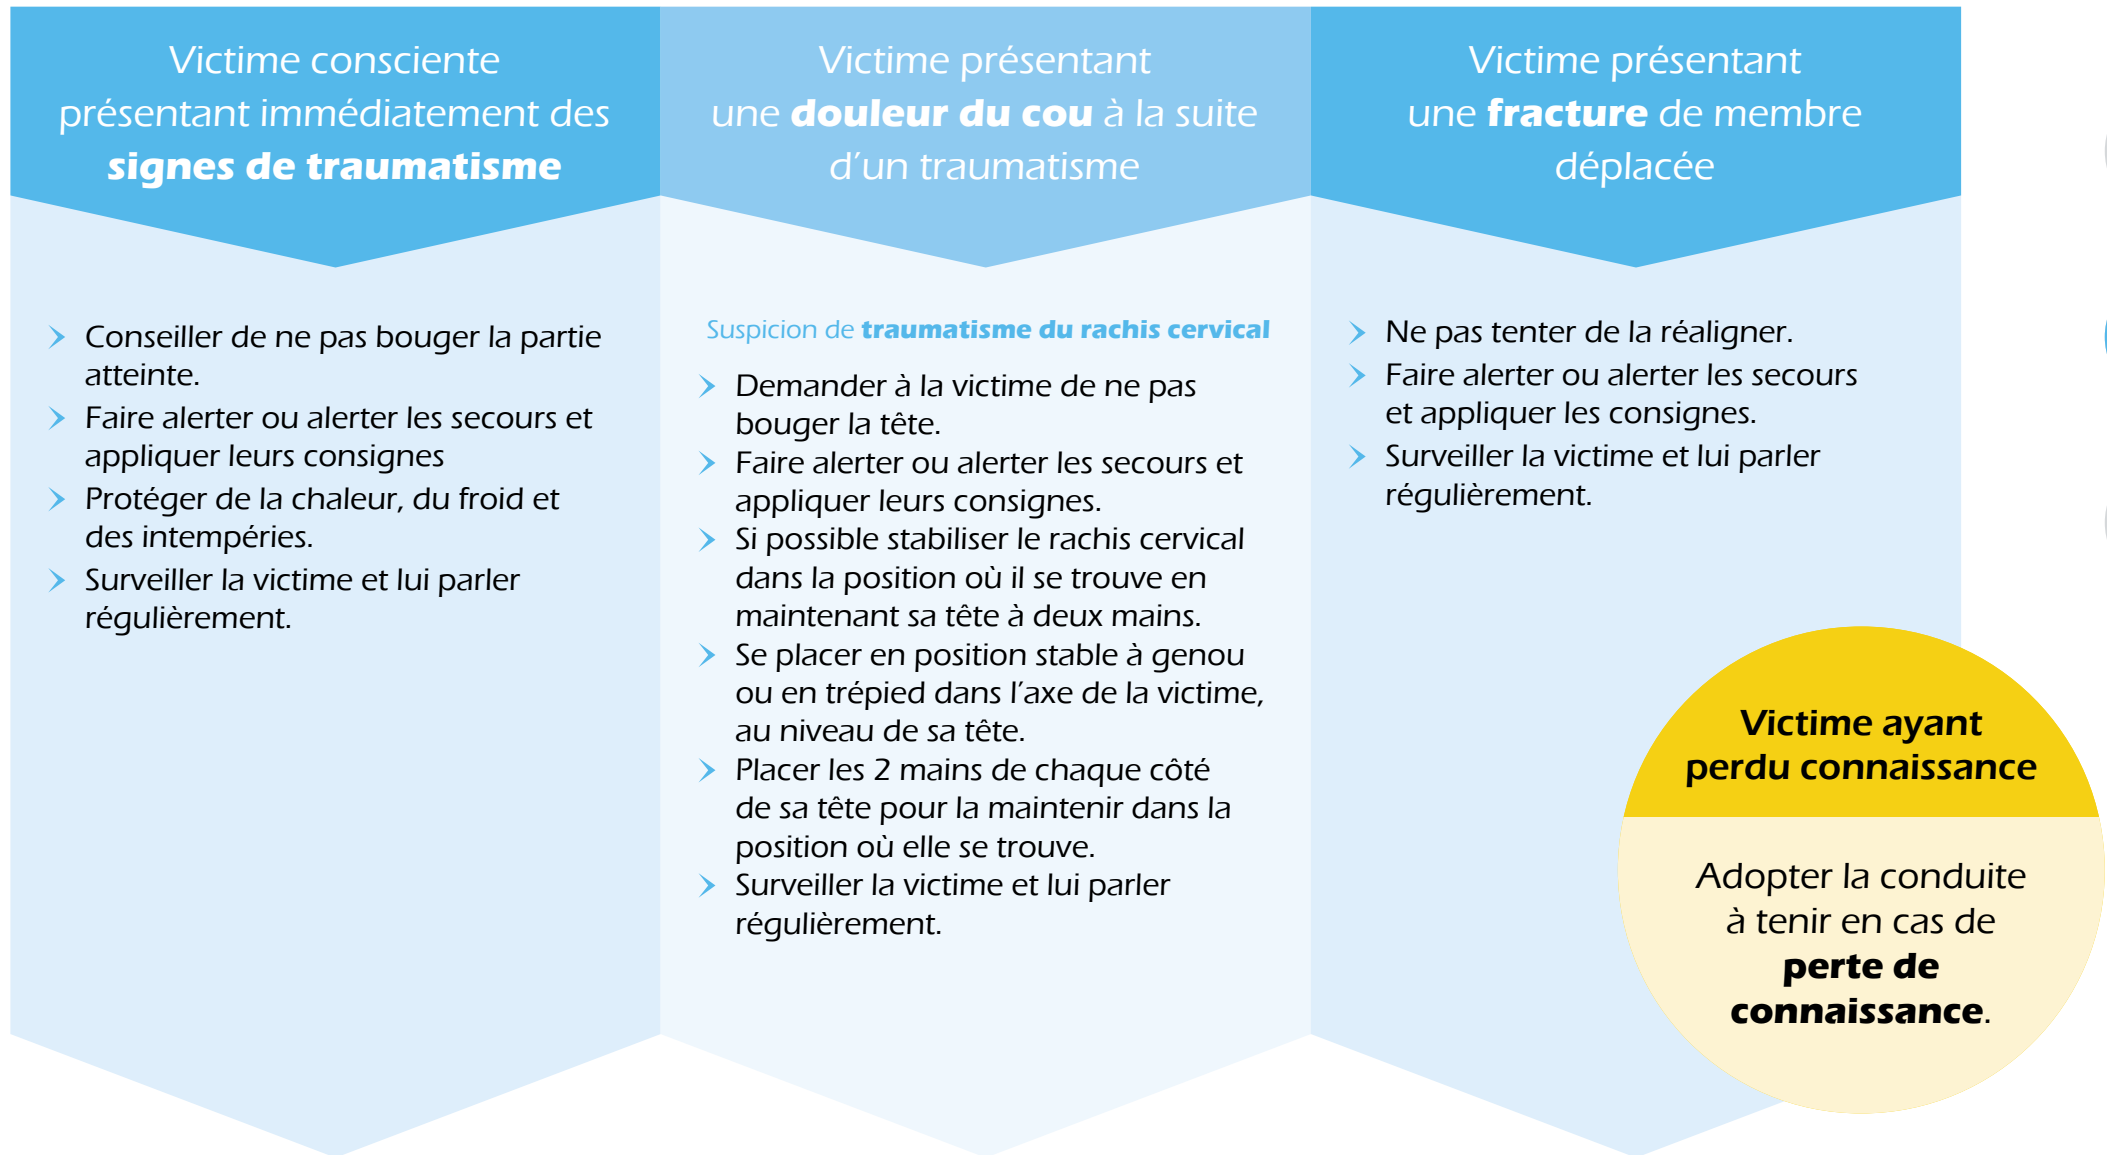 Victime consciente
présentant immédiatement des
signes de traumatisme
Conseiller de ne pas bouger la partie
atteinte.
Faire alerter ou alerter les secours et
appliquer leurs consignes
Protéger de la chaleur, du froid et
des intempéries.
Surveiller la victime et lui parler
régulièrement.
Victime présentant
une douleur du cou à la suite
d'un traumatisme
Suspicion de traumatisme du rachis cervical
Demander à la victime de ne pas
bouger la tête.
Faire alerter ou alerter les secours et
appliquer leurs consignes.
Si possible stabiliser le rachis cervical
dans la position où il se trouve en
maintenant sa tête à deux mains.
Se placer en position stable à genou
ou en trépied dans l'axe de la victime,
au niveau de sa tête.
Placer les 2 mains de chaque côté
de sa tête pour la maintenir dans la
position où elle se trouve.
Surveiller la victime et lui parler
régulièrement.
Victime présentant
une fracture de membre
déplacée
Ne pas tenter de la réaligner.
Faire alerter ou alerter les secours
et appliquer les consignes.
Surveiller la victime et lui parler
régulièrement.
Victime ayant
perdu connaissance
Adopter la conduite
à tenir en cas de
perte de
connaissance.